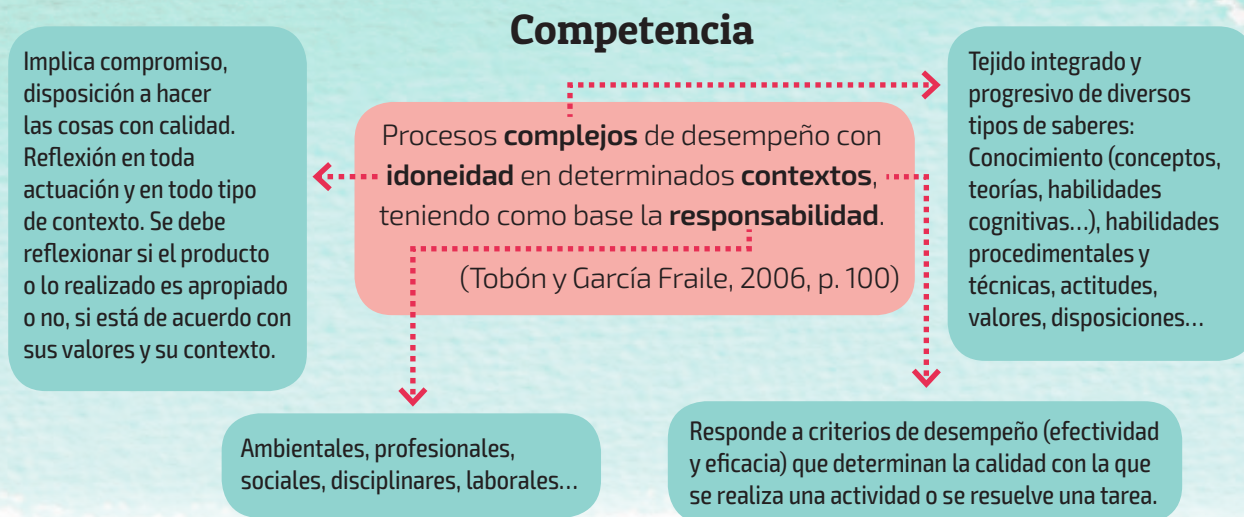 Competencia
Implica compromiso,
disposición a hacer
las cosas con calidad.
Reflexión en toda
actuación y en todo tipo
de contexto. Se debe
reflexionar si el producto
o lo realizado es apropiado
o no, si está de acuerdo con
sus valores y su contexto.
Procesos complejos de desempeño con
idoneidad en determinados contextos,
teniendo como base la responsabilidad.
(Tobón y García Fraile, 2006, p. 100)
Tejido integrado y
progresivo de diversos
tipos de saberes:
Conocimiento (conceptos,
teorías, habilidades
cognitivas…), habilidades
procedimentales y
técnicas, actitudes,
valores, disposiciones…
Ambientales, profesionales,
sociales, disciplinares, laborales…
Responde a criterios de desempeño (efectividad
y eficacia) que determinan la calidad con la que
se realiza una actividad o se resuelve una tarea.